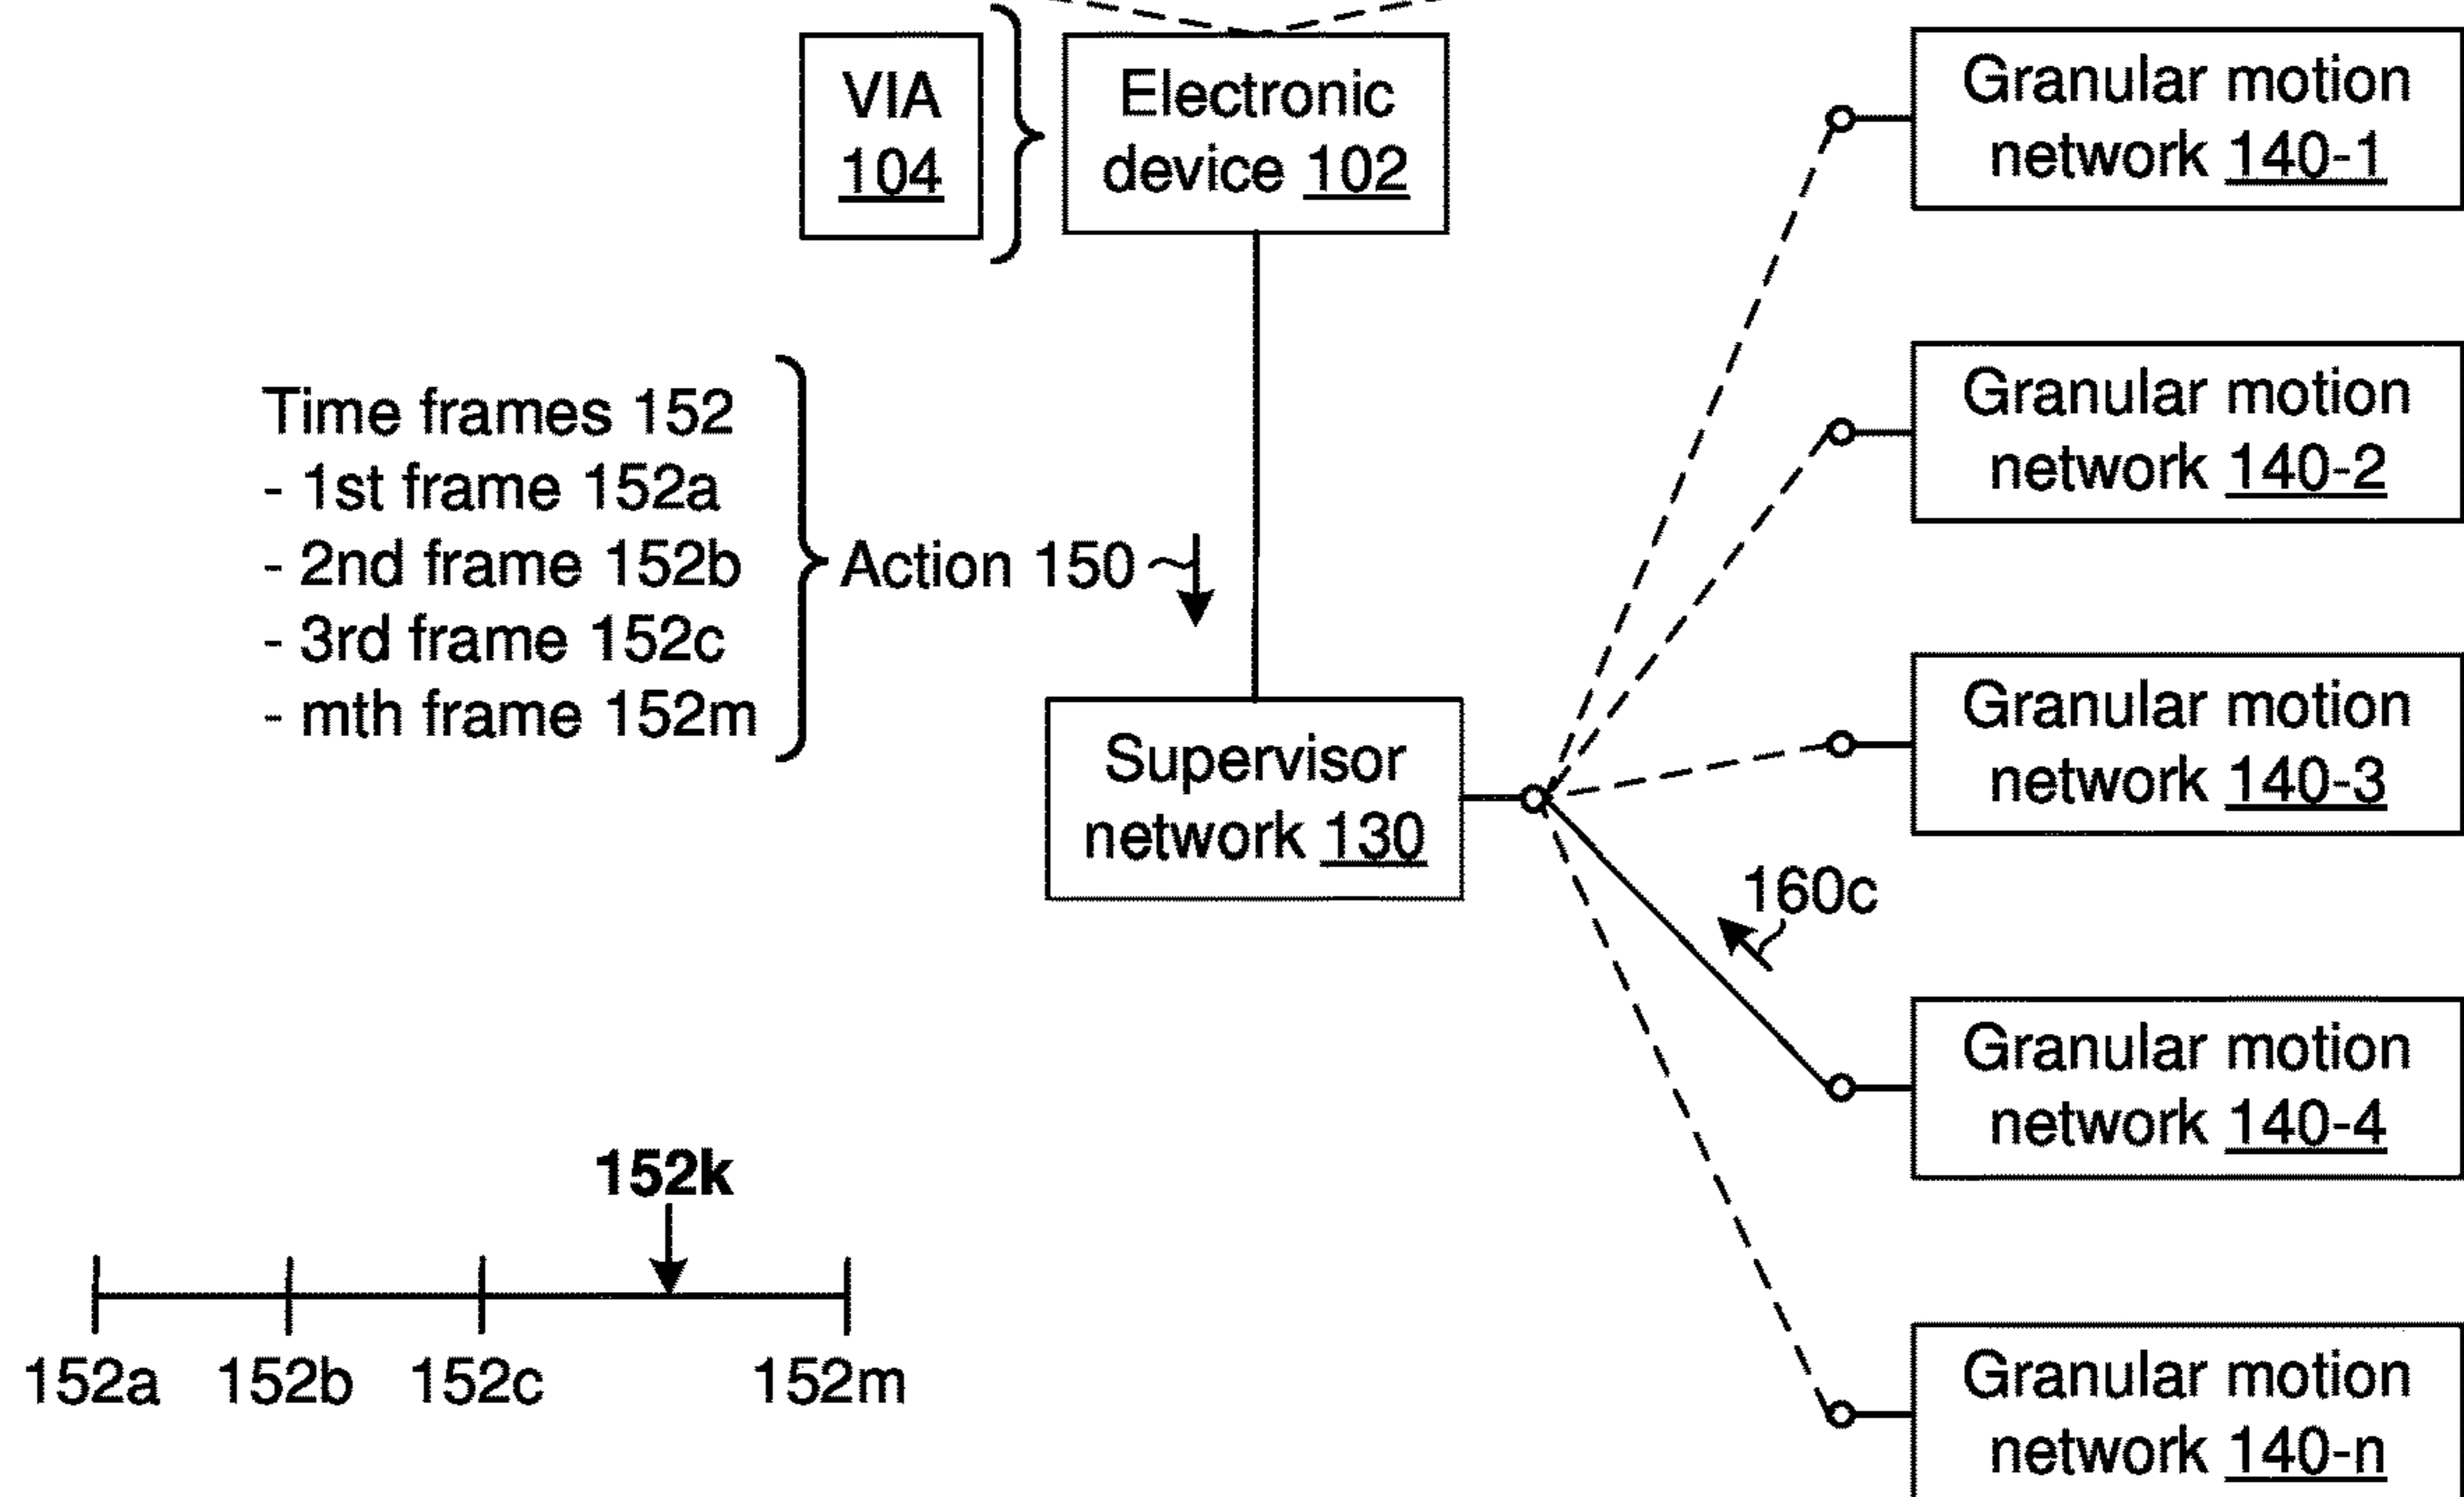 VIA
104
Electronic
device 102
Granular motion
network 140-1
Granular motion
network 140-2
Time frames 152
- 1st frame 152a
- 2nd frame 152b
- 3rd frame 152c
- mth frame 152m
Action 150
Granular motion
network 140-3
Supervisor
network 130
160c
Granular motion
network 140-4
152k
152a 152b 152c 152m
Granular motion
network 140-n